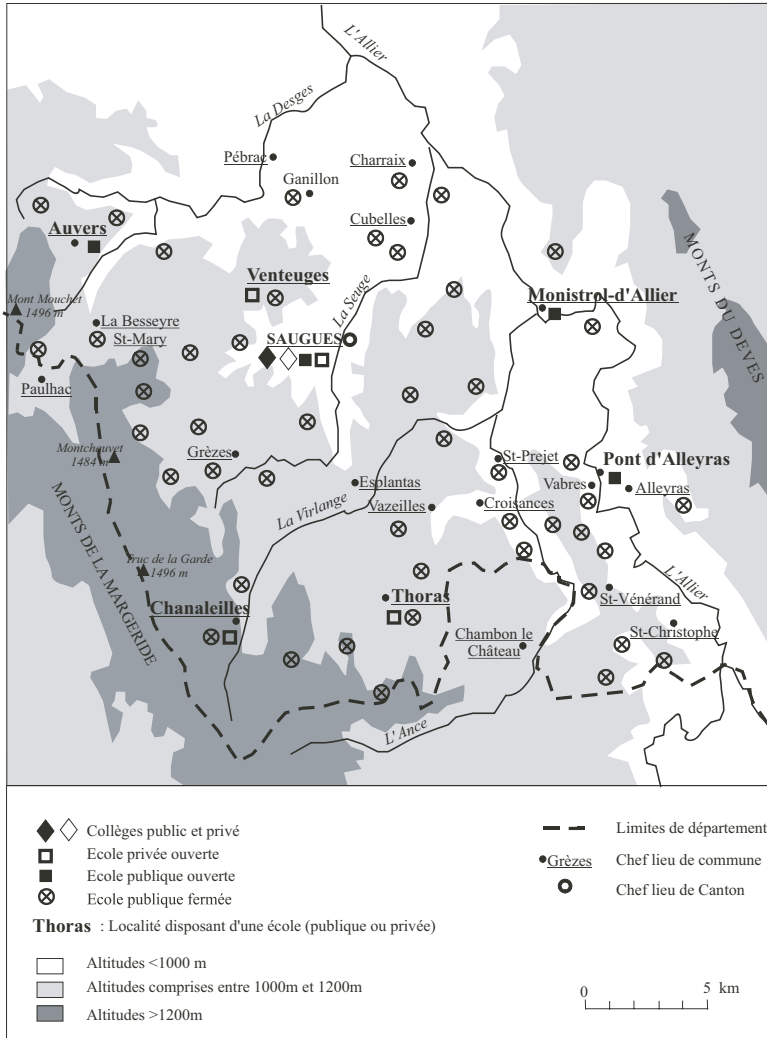 L'Allier
La Desges
Pébrac
Charraix
Ganillon
Cubelles
Auvers
MONTS DU DEVES
Venteuges
La Seuge
Mont Mouchet
1496 m
Monistrol-d'Allier
La Besseyre
St-Mary
SAUGUES
Paulhac
Montchauvet
1484 m
Grèzes
St-Prejet
Pont d'Alleyras
Esplantas
Vabres
Alleyras
La Virlange
Vazeilles
Croisances
MONTS DE LA MARGERIDE
Truc de la Garde
1496 m
L'Allier
Thoras
St-Vénérand
Chanaleilles
St-Christophe
Chambon le
Château
L'Ance
Collèges public et privé
Ecole privée ouverte
Ecole publique ouverte
Ecole publique fermée
Thoras : Localité disposant d'une école (publique ou privée)
Altitudes <1000 m
Altitudes comprises entre 1000m et 1200m
Altitudes >1200m
Limites de département
Grèzes Chef lieu de commune
Chef lieu de Canton
0 5 km